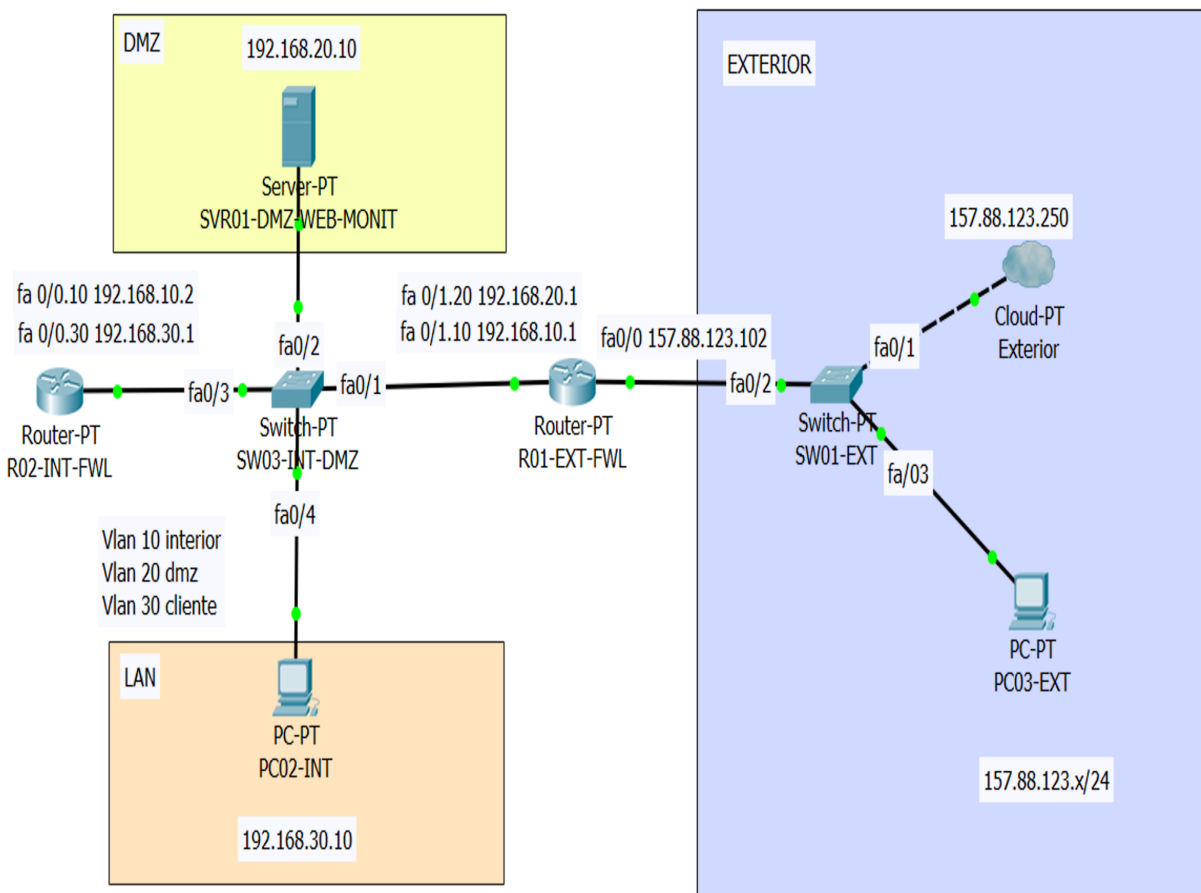 DMZ
192.168.20.10
Server-PT
SVR01-DMZ-WEB-MONIT
EXTERIOR
157.88.123.250
Cloud-PT
Exterior
fa 0/0.10 192.168.10.2
fa 0/0.30 192.168.30.1
fa 0/1.20 192.168.20.1
fa 0/1.10 192.168.10.1
fa0/0 157.88.123.102
fa0/2
fa0/1
fa0/3
fa0/1
fa0/2
Router-PT
R02-INT-FWL
Switch-PT
SW03-INT-DMZ
Router-PT
R01-EXT-FWL
Switch-PT
SW01-EXT
fa/03
fa0/4
Vlan 10 interior
Vlan 20 dmz
Vlan 30 cliente
PC-PT
PC03-EXT
LAN
PC-PT
PC02-INT
192.168.30.10
157.88.123.x/24